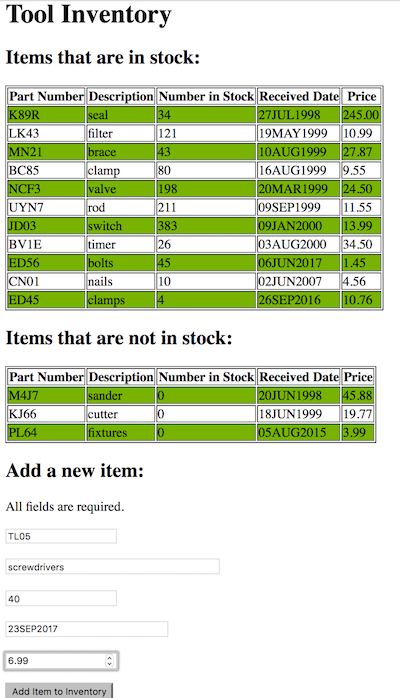 Tool Inventory
Items that are in stock:
Part Number Description Number in Stock Received Date Price
K89R seal 34 27JUL1998 245.00
LK43 filter 121 19MAY1999 10.99
MN21 brace 43 10AUG1999 27.87
BC85 clamp 80 16AUG1999 9.55
NCF3 valve 198 20MAR1999 24.50
UYN7 rod 211 09SEP1999 11.55
JD03 switch 383 09JAN2000 13.99
BV1E timer 26 03AUG2000 34.50
ED56 bolts 45 06JUN2017 1.45
CN01 nails 10 02JUN2007 4.56
ED45 clamps 4 26SEP2016 10.76
Items that are not in stock:
Part Number Description Number in Stock Received Date Price
M4J7 sander 0 20JUN1998 45.88
KJ66 cutter 0 18JUN1999 19.77
PL64 fixtures 0 05AUG2015 3.99
Add a new item:
All fields are required.
TL05
screwdrivers
40
23SEP2017
6.99
Add Item to Inventory